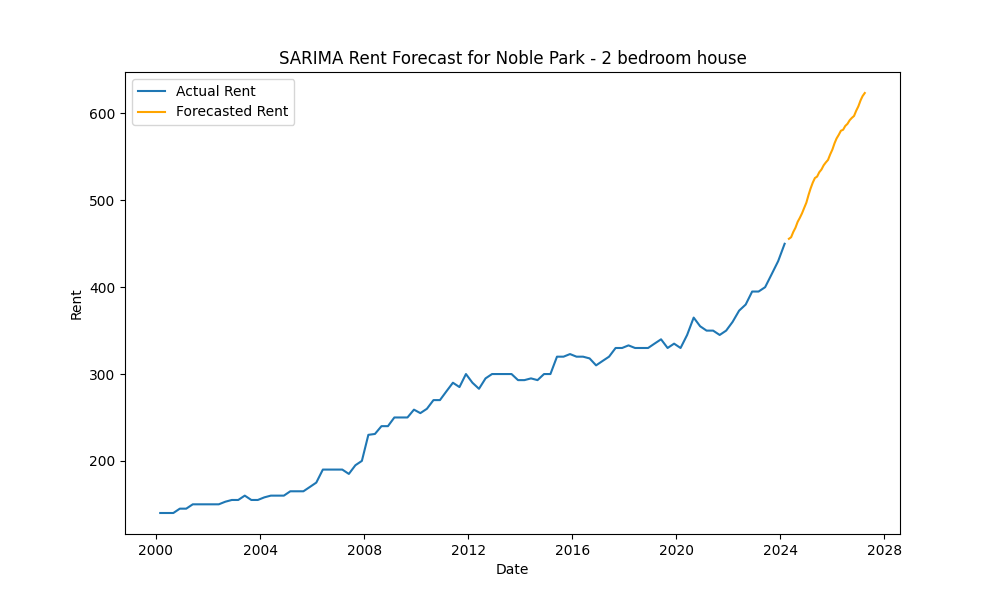 SARIMA Rent Forecast for Noble Park - 2 bedroom house
Actual Rent
Forecasted Rent
600
500
400
300
200
Rent
2000 2004 2008 2012 2016 2020 2024 2028
Date